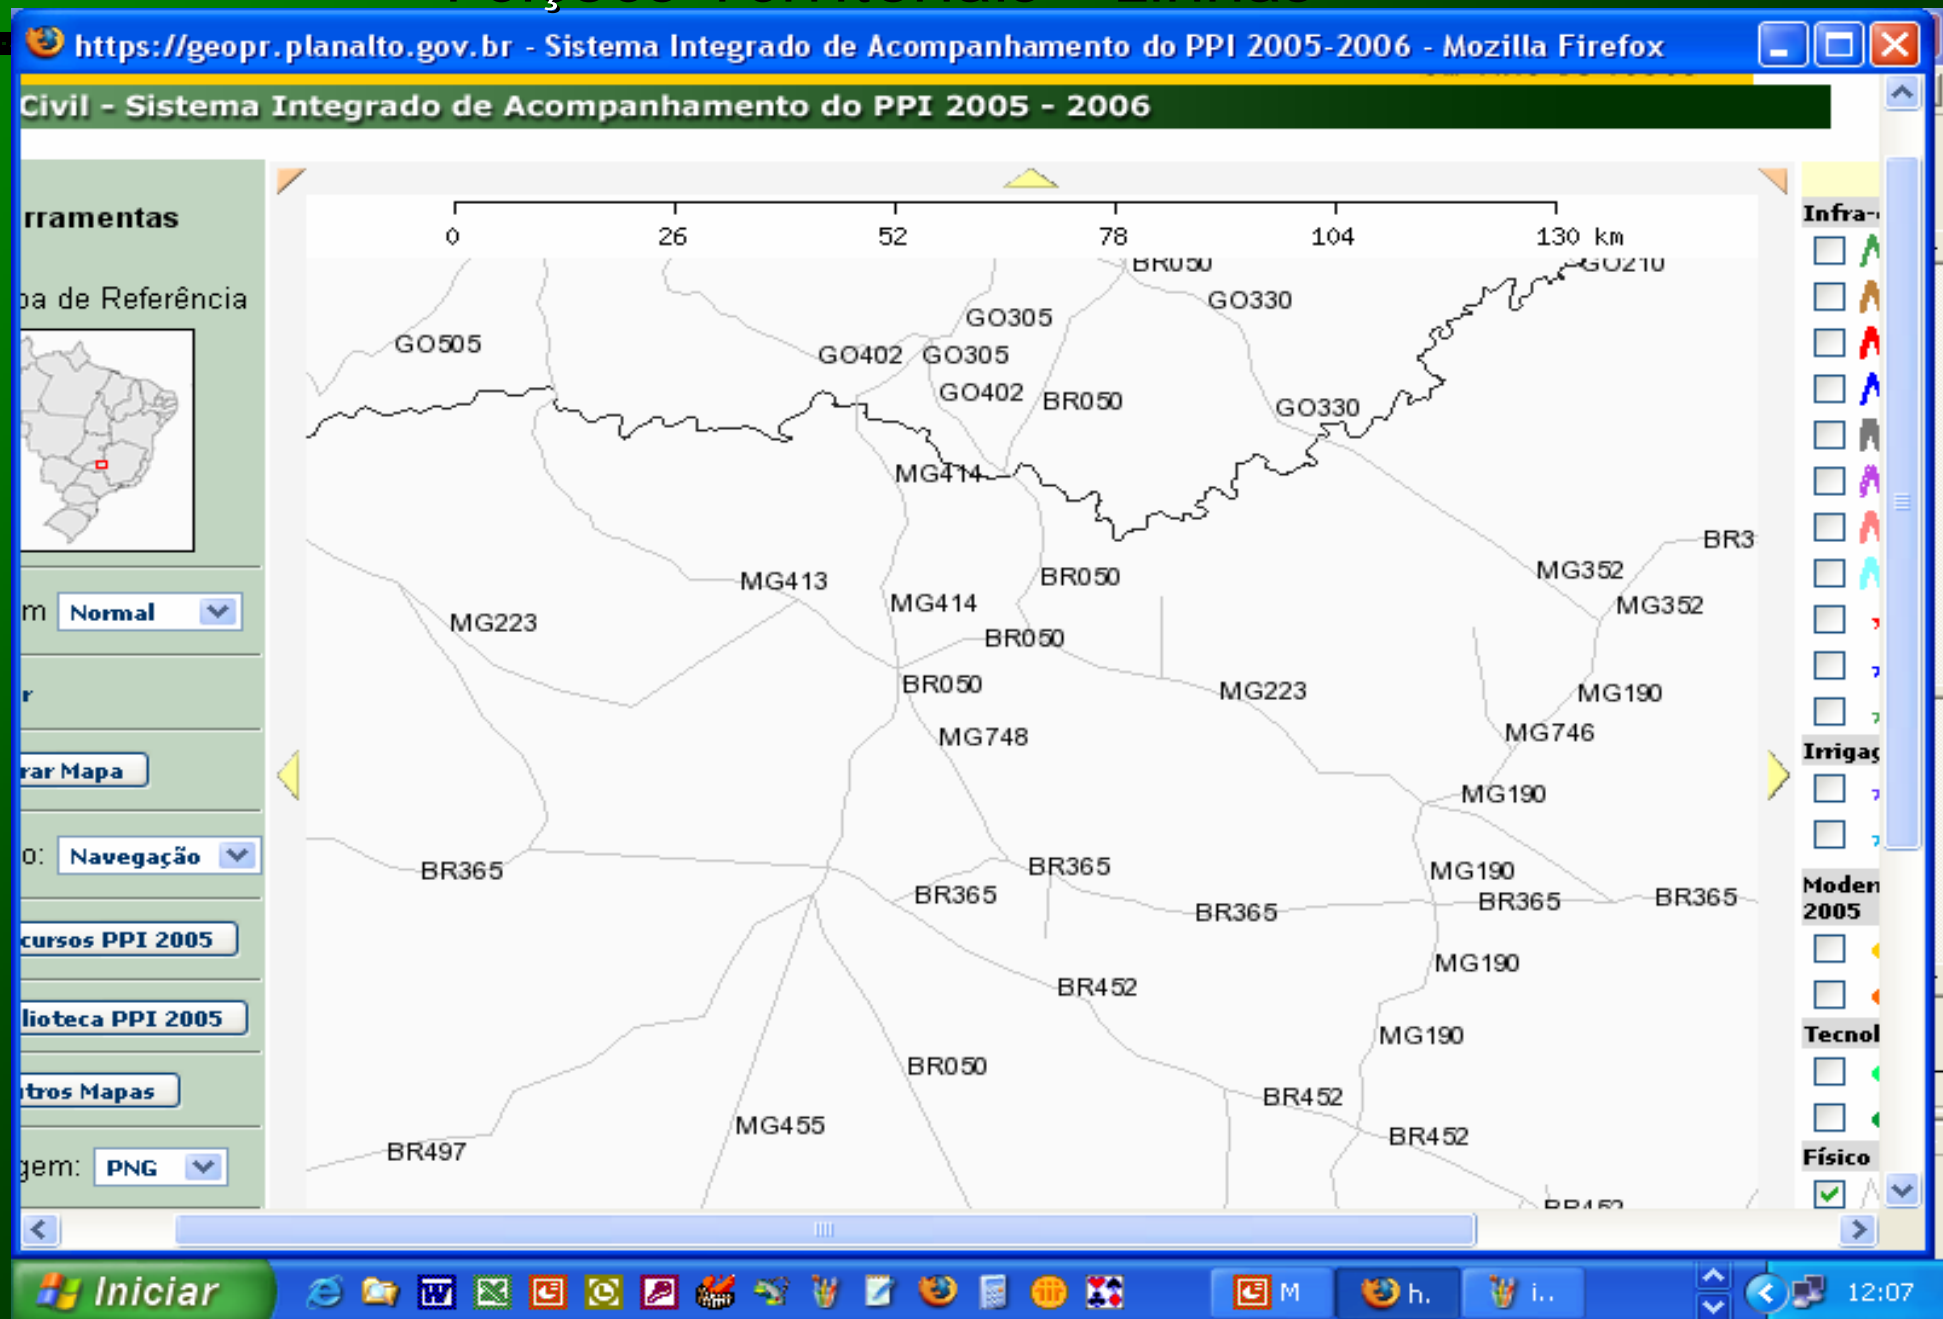 https://geopr.planalto.gov.br - Sistema Integrado de Acompanhamento do PPI 2005-2006 - Mozilla Firefox
Civil - Sistema Integrado de Acompanhamento do PPI 2005 - 2006
rramentas
pa de Referência
m Normal
r
rar Mapa
o: Navegação
cursos PPI 2005
lioteca PPI 2005
tros Mapas
gem: PNG
0 26 52 78 104 130 km
BR050
GO210
GO330
GO305
GO505
GO402 GO305
GO402 BR050
GO330
MG414
BR3
MG352
BR050
MG413
MG414
MG352
MG223
BR050
BR050
MG223
MG190
MG748
MG746
MG190
BR365
BR365
MG190
BR365
BR365
BR365
BR365
MG190
BR452
MG190
BR050
BR452
MG455
BR452
BR497
BR452
Infra-
Irrigaç
Moder
2005
Tecnol
Físico
Iniciar
M
h.
i..
12:07